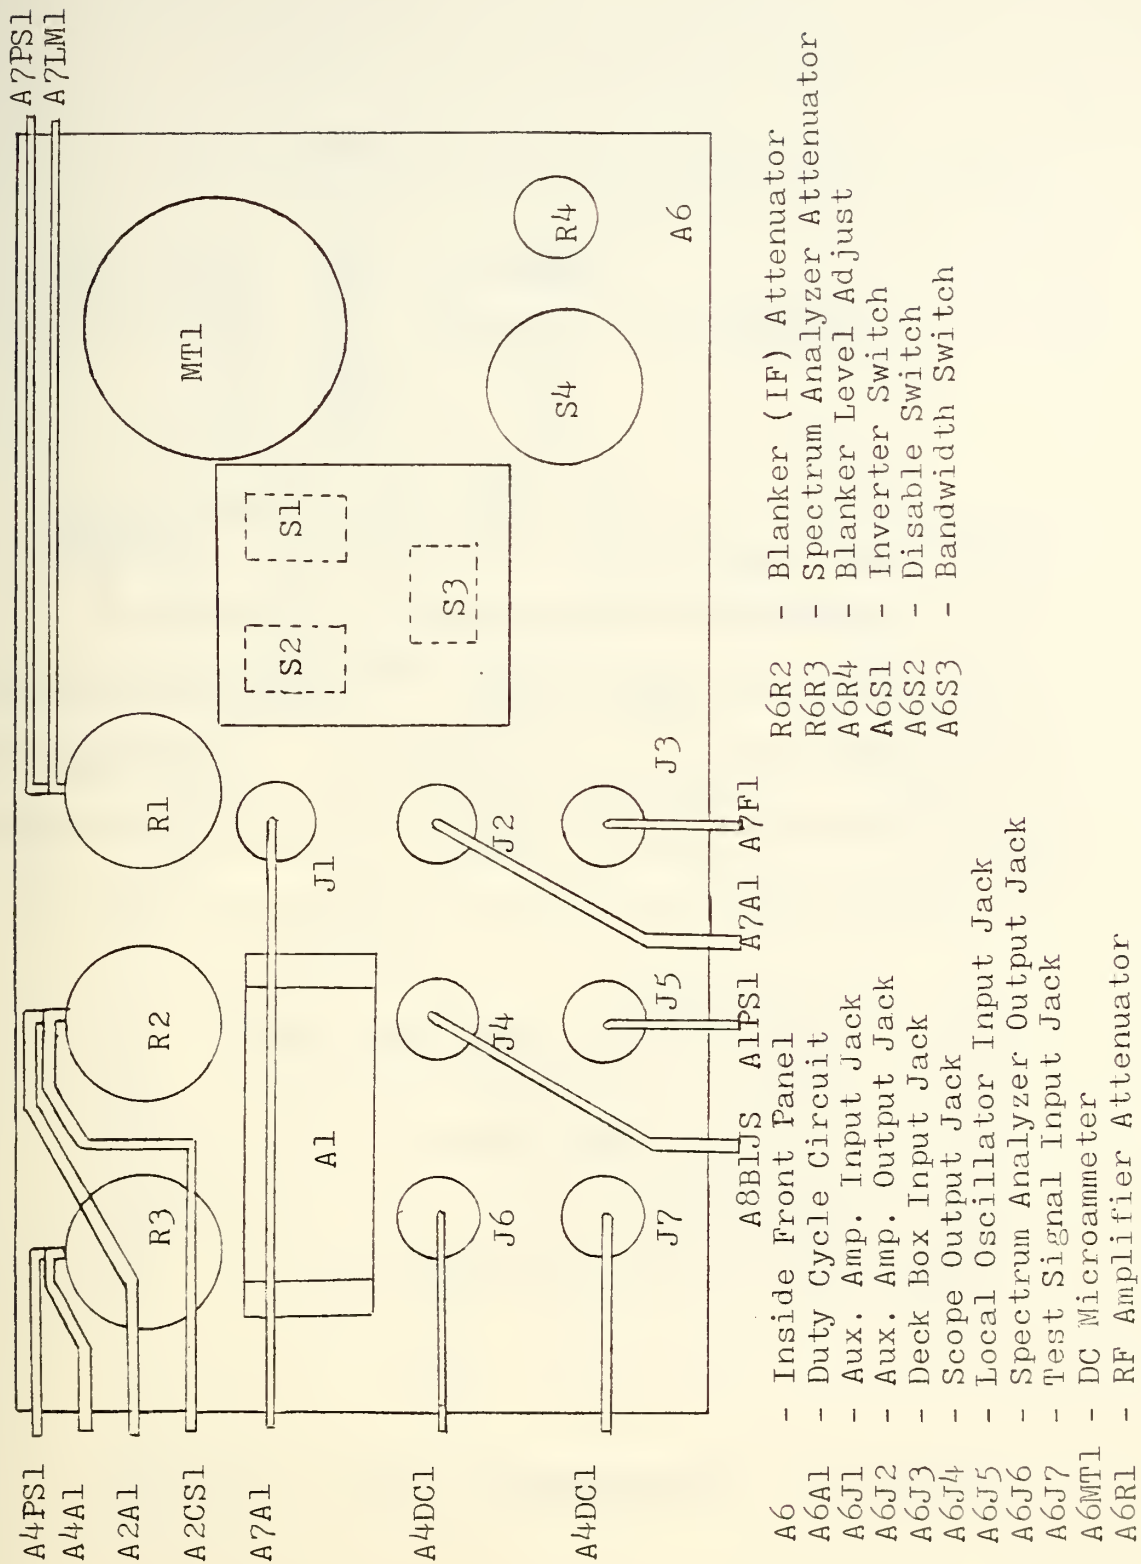 A7PS1
A7LM1
A4PS1
A4A1
A2A1
A2CS1
A7A1
A4DC1
A4DC1
R3
R2
R1
MT1
A1
J1
S2
S1
S3
J6
J4
J2
S4
R4
J7
J5
J3
A6
A8B1JS A1PS1 A7A1 A7F1
A6 - Inside Front Panel
A6A1 - Duty Cycle Circuit
A6J1 - Aux. Amp. Input Jack
A6J2 - Aux. Amp. Output Jack
A6J3 - Deck Box Input Jack
A6J4 - Scope Output Jack
A6J5 - Local Oscillator Input Jack
A6J6 - Spectrum Analyzer Output Jack
A6J7 - Test Signal Input Jack
A6MT1 - DC Microammeter
A6R1 - RF Amplifier Attenuator
R6R2 - Blanker (IF) Attenuator
R6R3 - Spectrum Analyzer Attenuator
A6R4 - Blanker Level Adjust
A6S1 - Inverter Switch
A6S2 - Disable Switch
A6S3 - Bandwidth Switch